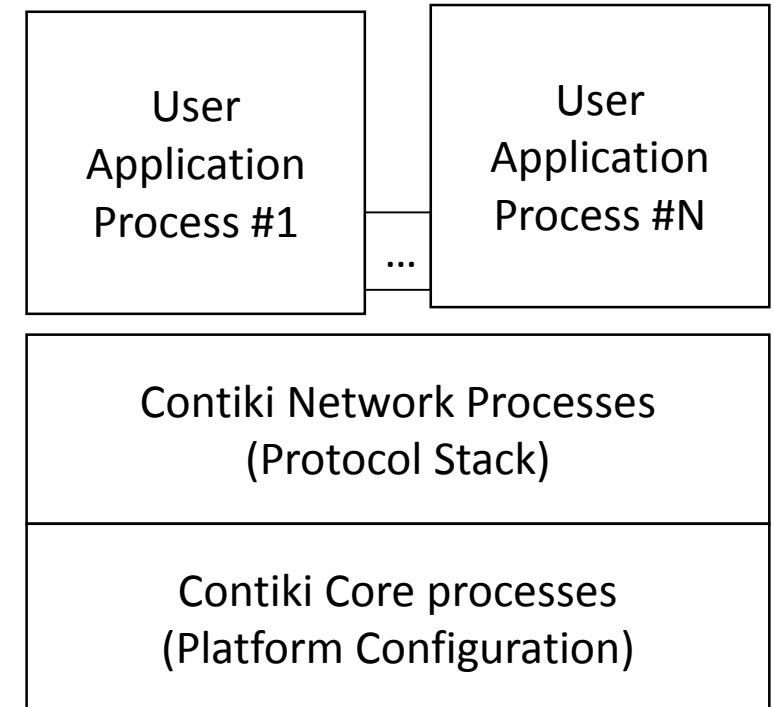 User
Application
Process #1
...
User
Application
Process #N
Contiki Network Processes
(Protocol Stack)
Contiki Core processes
(Platform Configuration)